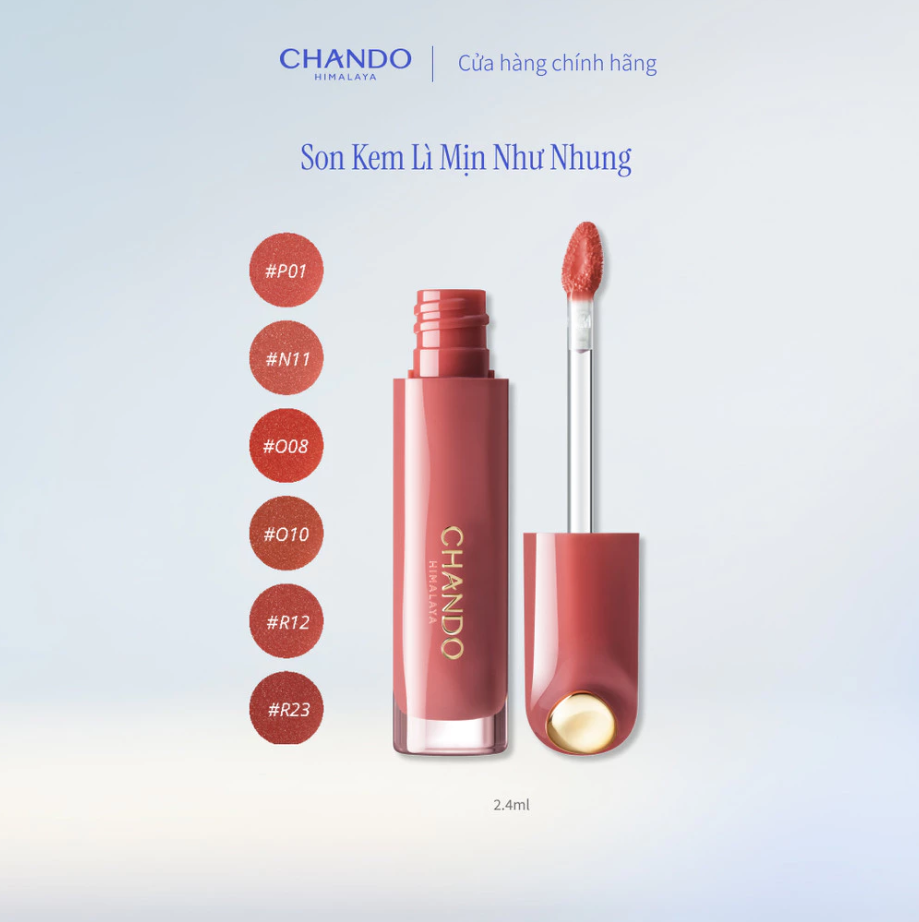 CHANDO
HIMALAYA
Cửa hàng chính hãng
Son Kem Lì Mịn Như Nhung
#P01
#N11
#O08
#O10
#R12
#R23
CHANDO
HIMALAYA
2.4ml